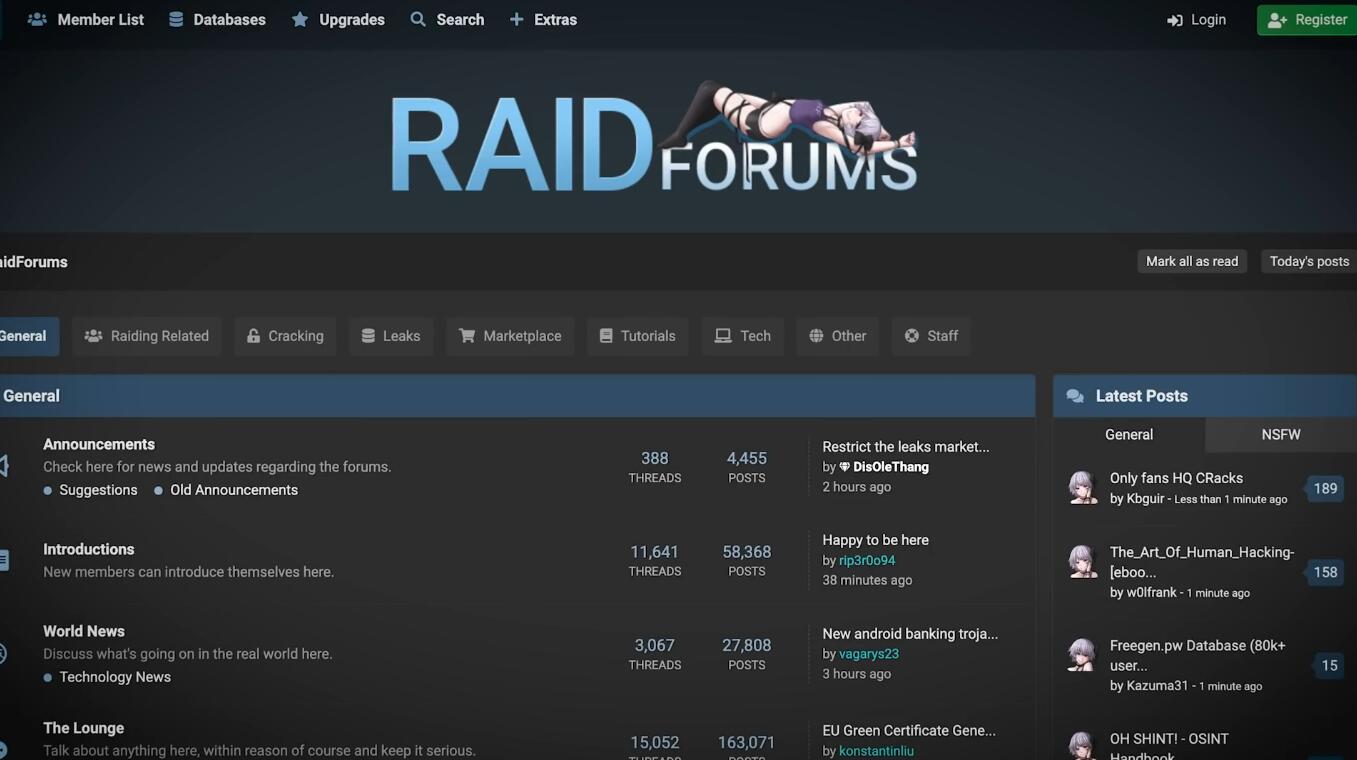 Member List Databases Upgrades Search Extras Login Register
RAID FORUMS
aidForums Mark all as read Today's posts
General Raiding Related Cracking Leaks Marketplace Tutorials Tech Other Staff
General
Announcements
Check here for news and updates regarding the forums.
Suggestions Old Announcements
388
THREADS
4,455
POSTS
Restrict the leaks market...
by DisOleThang
2 hours ago
Introductions
New members can introduce themselves here.
11,641
THREADS
58,368
POSTS
Happy to be here
by rip3r0o94
38 minutes ago
World News
Discuss what's going on in the real world here.
Technology News
3,067
THREADS
27,808
POSTS
New android banking troja...
by vagarys23
3 hours ago
The Lounge
Talk about anything here, within reason of course and keep it serious.
15,052
THREADS
163,071
POSTS
EU Green Certificate Gene...
by konstantinliu
Latest Posts
General NSFW
Only fans HQ CRacks
by Kbguir - Less than 1 minute ago
189
The_Art_Of_Human_Hacking-
[eboo...
by w0lfrank - 1 minute ago
158
Freegen.pw Database (80k+
user...
by Kazuma31 - 1 minute ago
15
OH SHINT! - OSINT
Handbook